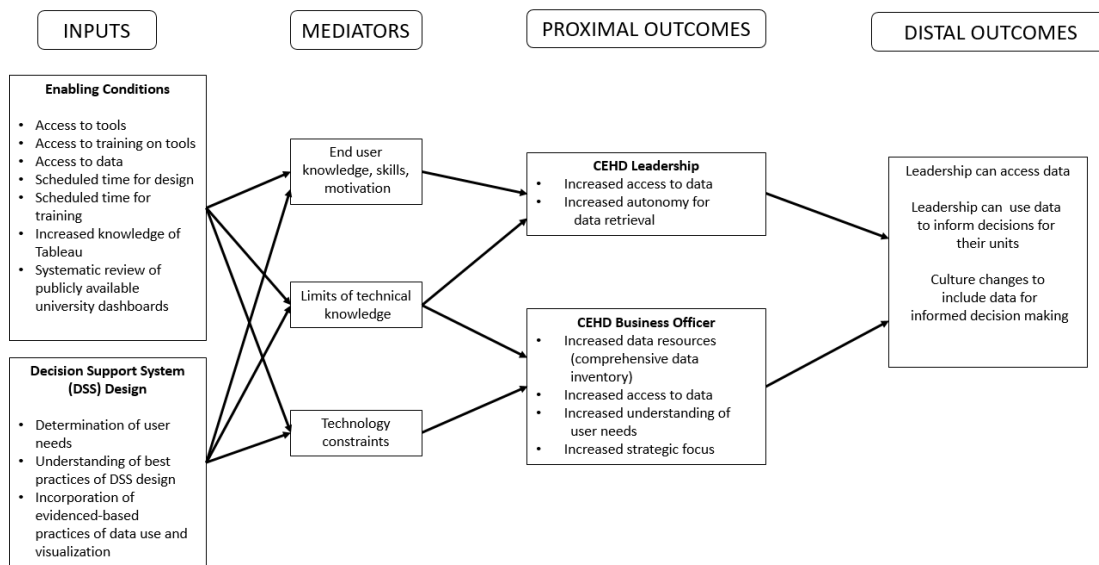 INPUTS
MEDIATORS
PROXIMAL OUTCOMES
DISTAL OUTCOMES
Enabling Conditions
• Access to tools
• Access to training on tools
• Access to data
• Scheduled time for design
• Scheduled time for
training
• Increased knowledge of
Tableau
• Systematic review of
publicly available
university dashboards
Decision Support System
(DSS) Design
• Determination of user
needs
• Understanding of best
practices of DSS design
• Incorporation of
evidenced-based
practices of data use and
visualization
End user
knowledge, skills,
motivation
Limits of technical
knowledge
Technology
constraints
CEHD Leadership
• Increased access to data
• Increased autonomy for
data retrieval
CEHD Business Officer
• Increased data resources
(comprehensive data
inventory)
• Increased access to data
• Increased understanding of
user needs
• Increased strategic focus
Leadership can access data
Leadership can use data
to inform decisions for
their units
Culture changes to
include data for
informed decision making